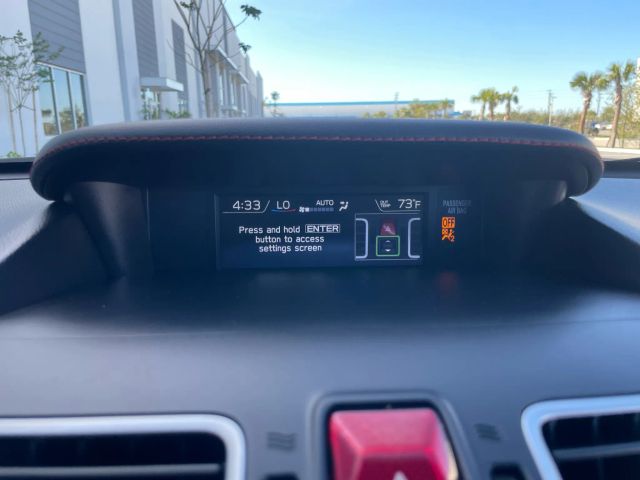 4:33 LO AUTO OUT TEMP 73°F
Press and hold ENTER
button to access
settings screen
PASSENGER
AIR BAG
OFF
2